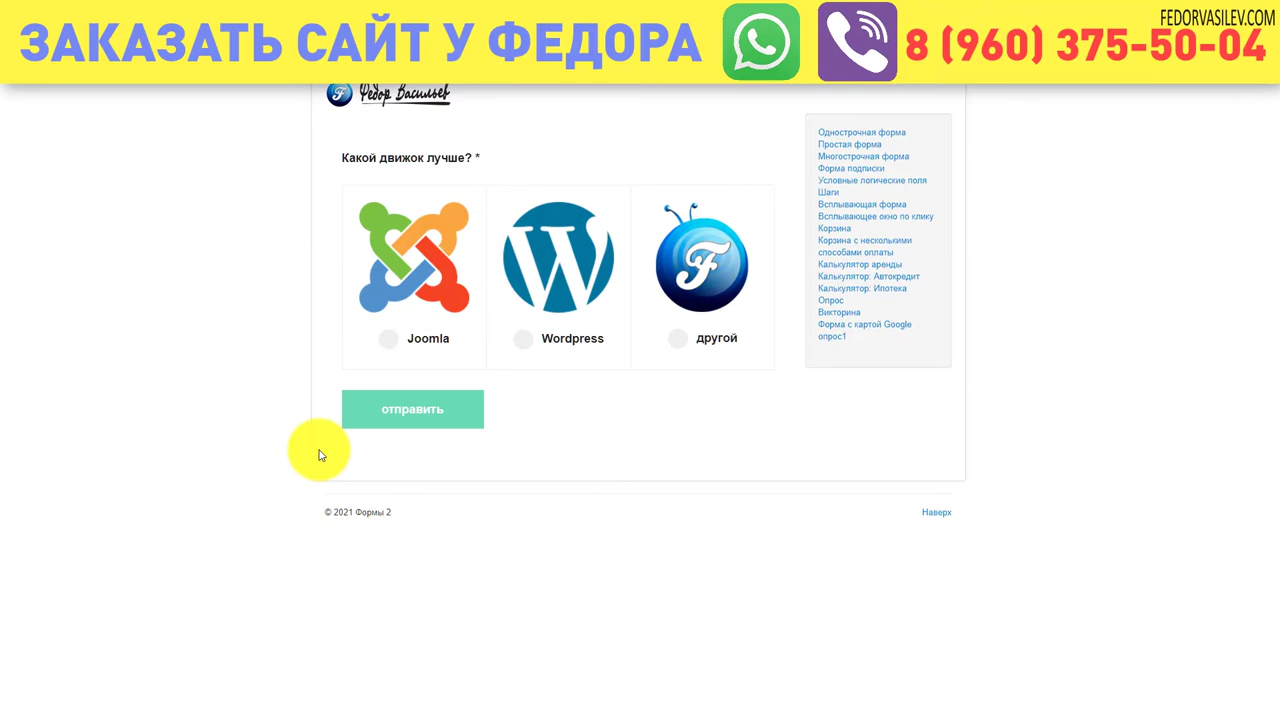 FEDORVASILEV.COM
ЗАКАЗАТЬ САЙТ У ФЕДОРА
8 (960) 375-50-04
Федор Васильев
Какой движок лучше? *
Joomla
Wordpress
другой
отправить
Однострочная форма
Простая форма
Многострочная форма
Форма подписки
Условные логические поля
Шаги
Всплывающая форма
Всплывающее окно по клику
Корзина
Корзина с несколькими
способами оплаты
Калькулятор аренды
Калькулятор: Автокредит
Калькулятор: Ипотека
Опрос
Викторина
Форма с картой Google
опрос1
© 2021 Формы 2
Наверх